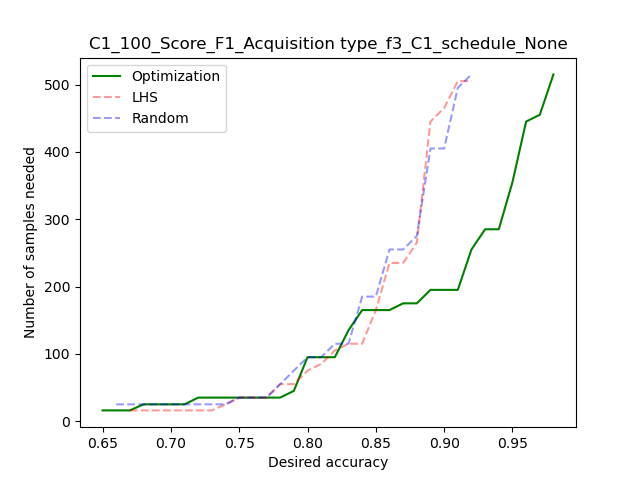 C1_100_Score_F1_Acquisition type_f3_C1_schedule_None
Optimization
LHS
Random
Number of samples needed
500
400
300
200
100
0
0.65 0.70 0.75 0.80 0.85 0.90 0.95
Desired accuracy